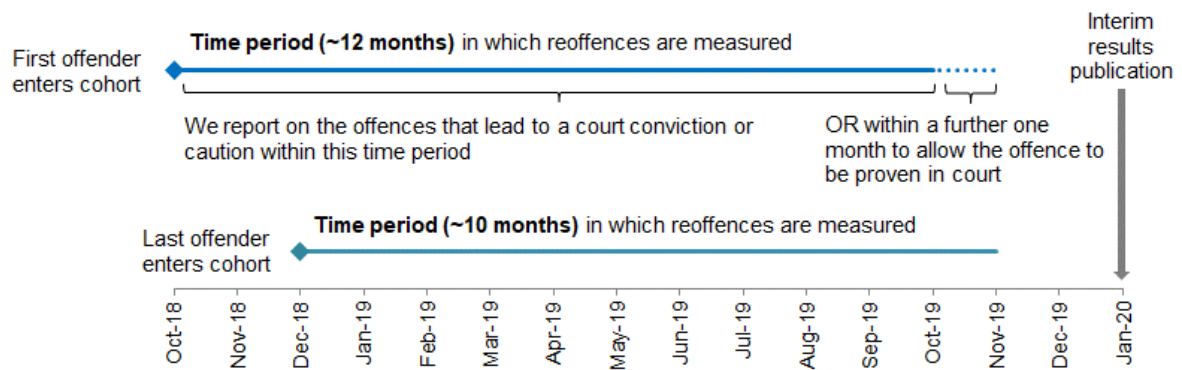 Time period (~12 months) in which reoffences are measured
First offender
enters cohort
Interim
results
publication
We report on the offences that lead to a court conviction or
caution within this time period
OR within a further one
month to allow the offence to
be proven in court
Time period (~10 months) in which reoffences are measured
Last offender
enters cohort
Oct-18
Nov-18
Dec-18
Jan-19
Feb-19
Mar-19
Apr-19
May-19
Jun-19
Jul-19
Aug-19
Sep-19
Oct-19
Nov-19
Dec-19
Jan-20